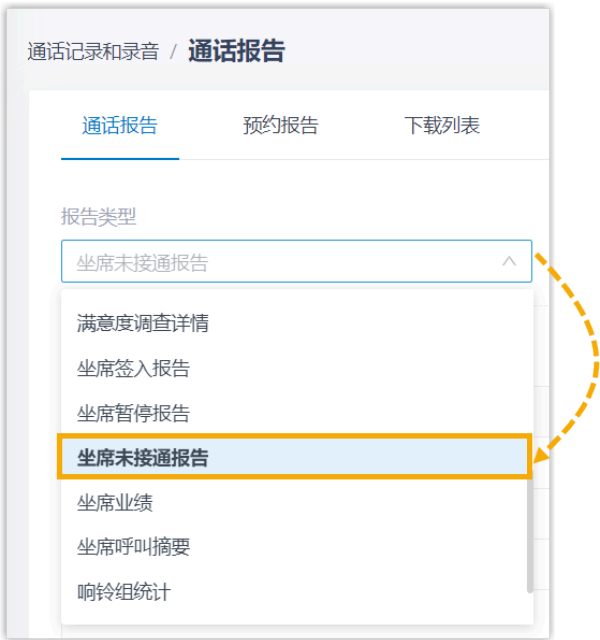 通话记录和录音 / 通话报告
通话报告 预约报告 下载列表
报告类型
坐席未接通报告
满意度调查详情
坐席签入报告
坐席暂停报告
坐席未接通报告
坐席业绩
坐席呼叫摘要
响铃组统计